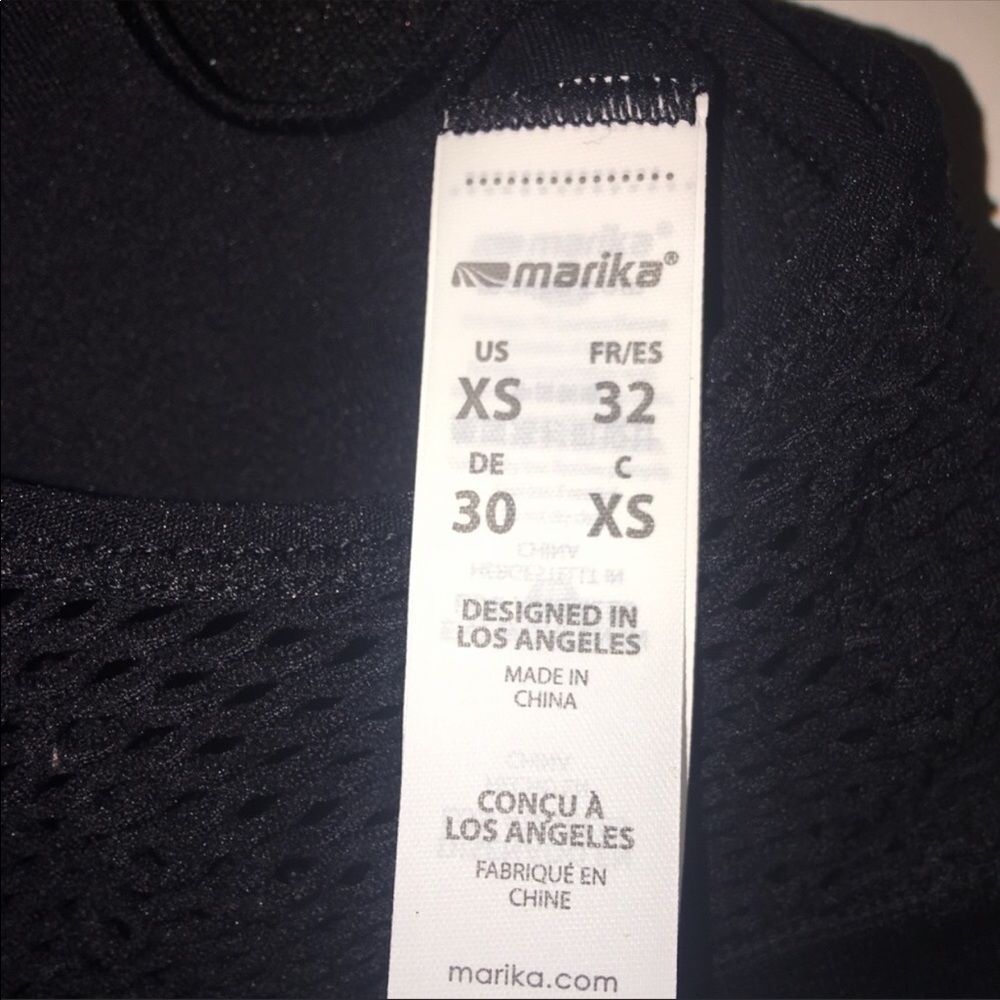 marika®
US FR/ES
XS 32
DE C
30 XS
DESIGNED IN
LOS ANGELES
MADE IN
CHINA
CONÇU À
LOS ANGELES
FABRIQUÉ EN
CHINE
marika.com